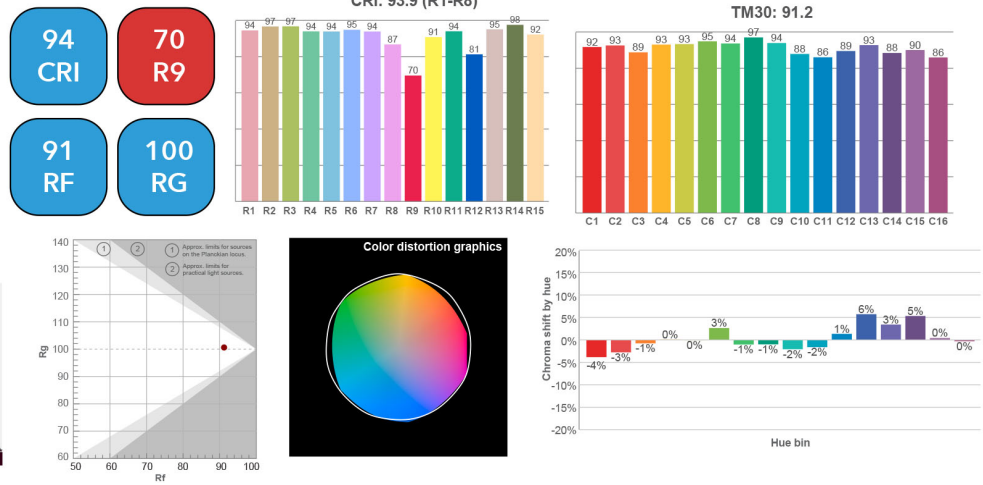 94
CRI
70
R9
91
RF
100
RG
CRI: 93.9 (R1-R8)
94 97 97 94 94 95 94 87 70 91 94 81 95 98 92
R1 R2 R3 R4 R5 R6 R7 R8 R9 R10 R11 R12 R13 R14 R15
TM30: 91.2
92 93 89 93 93 95 94 97 94 88 86 89 93 88 90 86
C1 C2 C3 C4 C5 C6 C7 C8 C9 C10 C11 C12 C13 C14 C15 C16
140
120
110
100
90
80
70
60
Rg
1 2
1 Approx. limits for sources
on the Planckian locus.
2 Approx. limits for
practical light sources.
50 60 70 80 90 100
Rf
Color distortion graphics
20%
15%
10%
5%
0%
-5%
-10%
-15%
-20%
Chroma shift by hue
-4% -3% -1% 0% 0% 3% -1% -1% -2% -2% 1% 6% 3% 5% 0% 0%
Hue bin